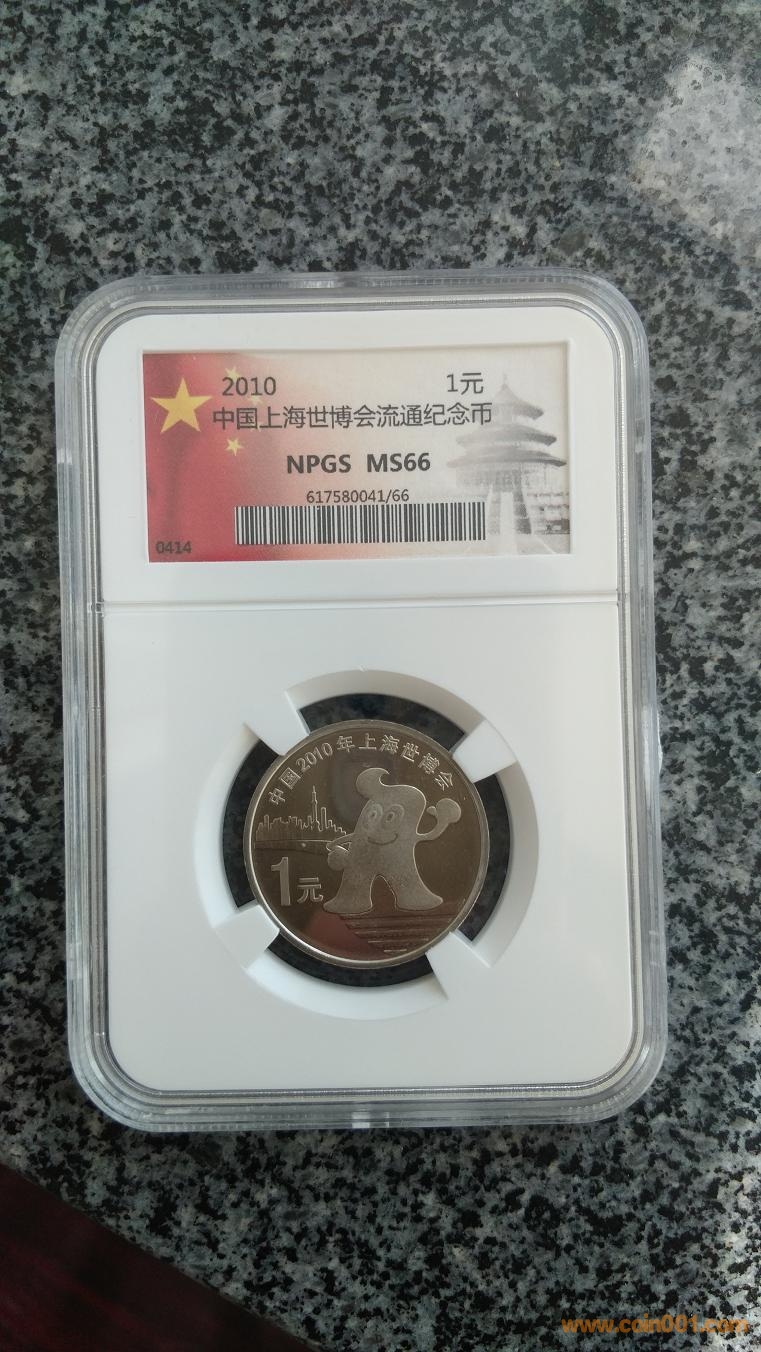 2010 1元
中国上海世博会流通纪念币
NPGS MS66
617580041/66
0414
中国2010年上海世博会
1元
www.coin001.com